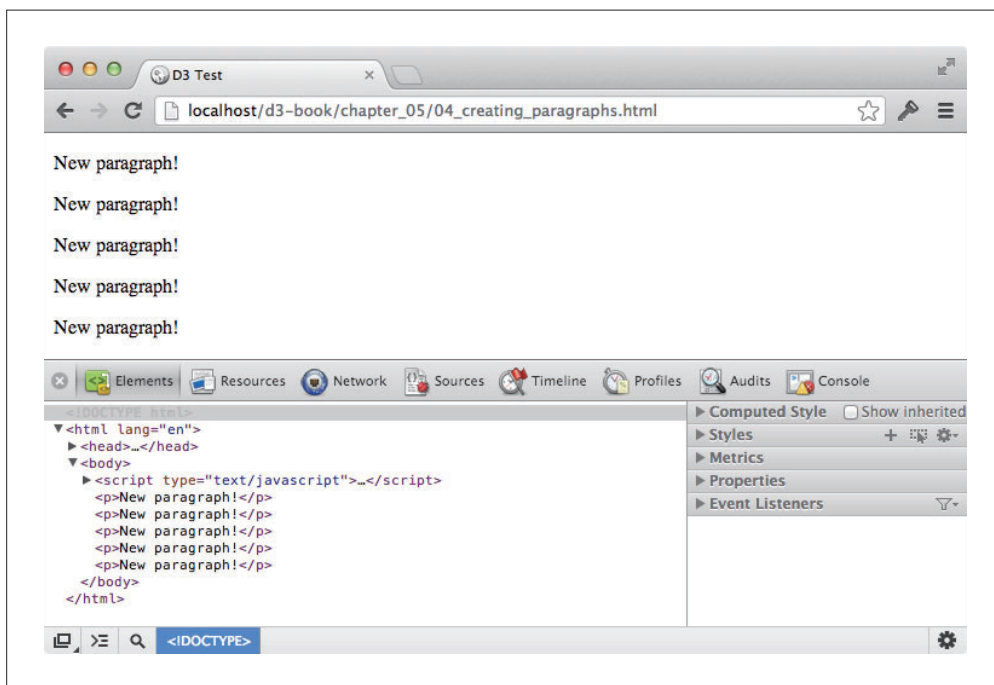 D3 Test
localhost/d3-book/chapter_05/04_creating_paragraphs.html
New paragraph!
New paragraph!
New paragraph!
New paragraph!
New paragraph!
Elements Resources Network Sources Timeline Profiles Audits Console
<!DOCTYPE html>
<html lang="en">
<head>…</head>
<body>
<script type="text/javascript">…</script>
<p>New paragraph!</p>
<p>New paragraph!</p>
<p>New paragraph!</p>
<p>New paragraph!</p>
<p>New paragraph!</p>
</body>
</html>
Computed Style Show inherited
Styles
Metrics
Properties
Event Listeners
<!DOCTYPE>